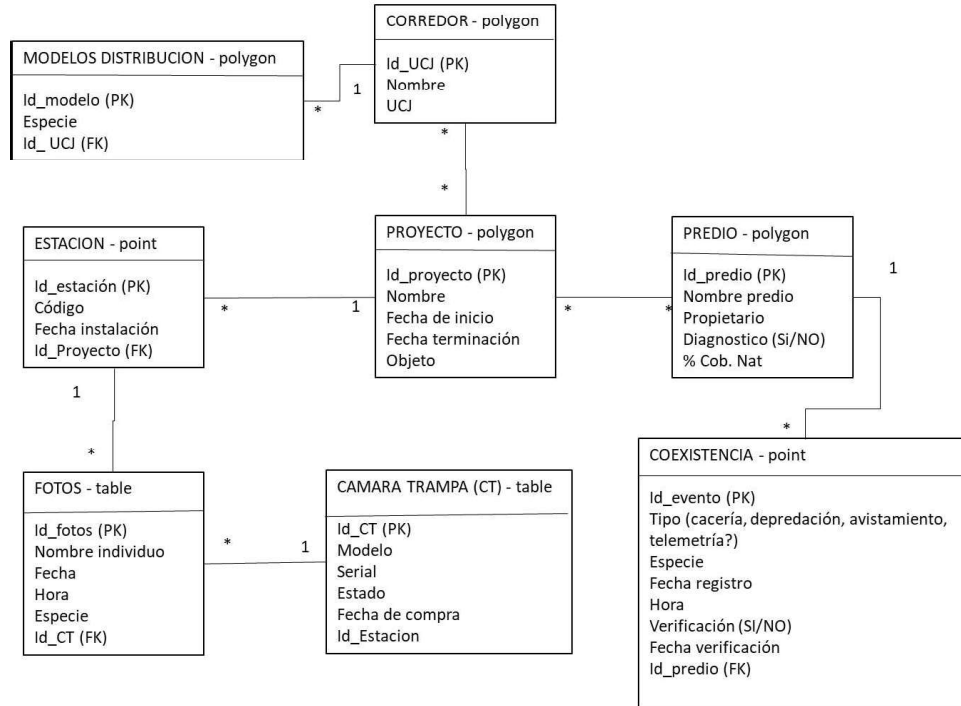 CORREDOR - polygon
Id_UCJ (PK)
Nombre
UCJ
MODELOS DISTRIBUCION - polygon
Id_modelo (PK)
Especie
Id_ UCJ (FK)
1
*
*
*
ESTACION - point
Id_estación (PK)
Código
Fecha instalación
Id_Proyecto (FK)
PROYECTO - polygon
Id_proyecto (PK)
Nombre
Fecha de inicio
Fecha terminación
Objeto
PREDIO - polygon
Id_predio (PK)
Nombre predio
Propietario
Diagnostico (Si/NO)
% Cob. Nat
1
*
1
*
*
1
*
*
FOTOS - table
Id_fotos (PK)
Nombre individuo
Fecha
Hora
Especie
Id_CT (FK)
*
1
CAMARA TRAMPA (CT) - table
Id_CT (PK)
Modelo
Serial
Estado
Fecha de compra
Id_Estacion
COEXISTENCIA - point
Id_evento (PK)
Tipo (cacería, depredación, avistamiento,
telemetría?)
Especie
Fecha registro
Hora
Verificación (SI/NO)
Fecha verificación
Id_predio (FK)